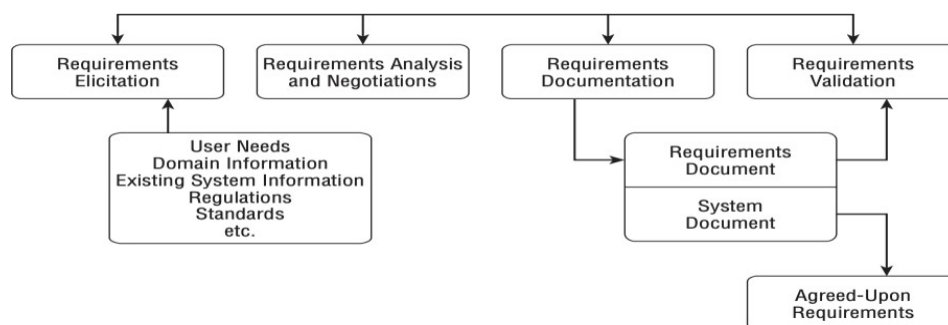 Requirements
Elicitation
Requirements Analysis
and Negotiations
Requirements
Documentation
Requirements
Validation
User Needs
Domain Information
Existing System Information
Regulations
Standards
etc.
Requirements
Document
System
Document
Agreed-Upon
Requirements